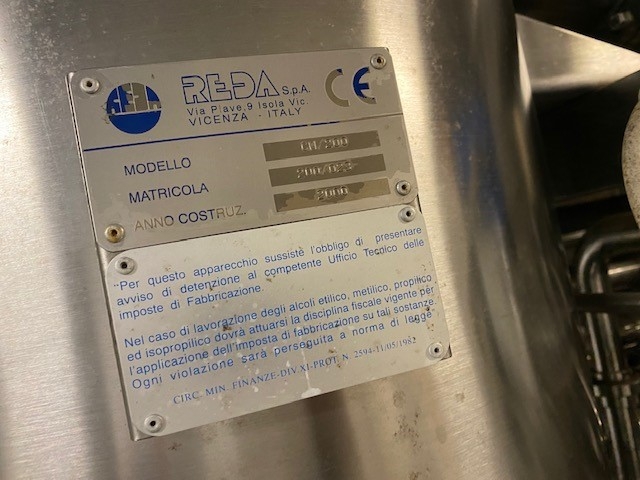 REDA S.p.A.
Via Piave,9 Isola Vic.
VICENZA - ITALY
CE
MODELLO
MATRICOLA
ANNO COSTRUZ. 2000
"Per questo apparecchio sussiste l'obbligo di presentare
avviso di detenzione al competente Ufficio Tecnico delle
imposte di Fabbricazione.
Nel caso di lavorazione degli alcoli etilico, metilico, propilico
ed isopropilico dovrà attuarsi la disciplina fiscale vigente per
l'applicazione dell'imposta di fabbricazione su tali sostanze.
Ogni violazione sarà perseguita a norma di legge
CIRC. MIN. FINANZE-DIV.XI-PROT. N. 2594-11/05/1982